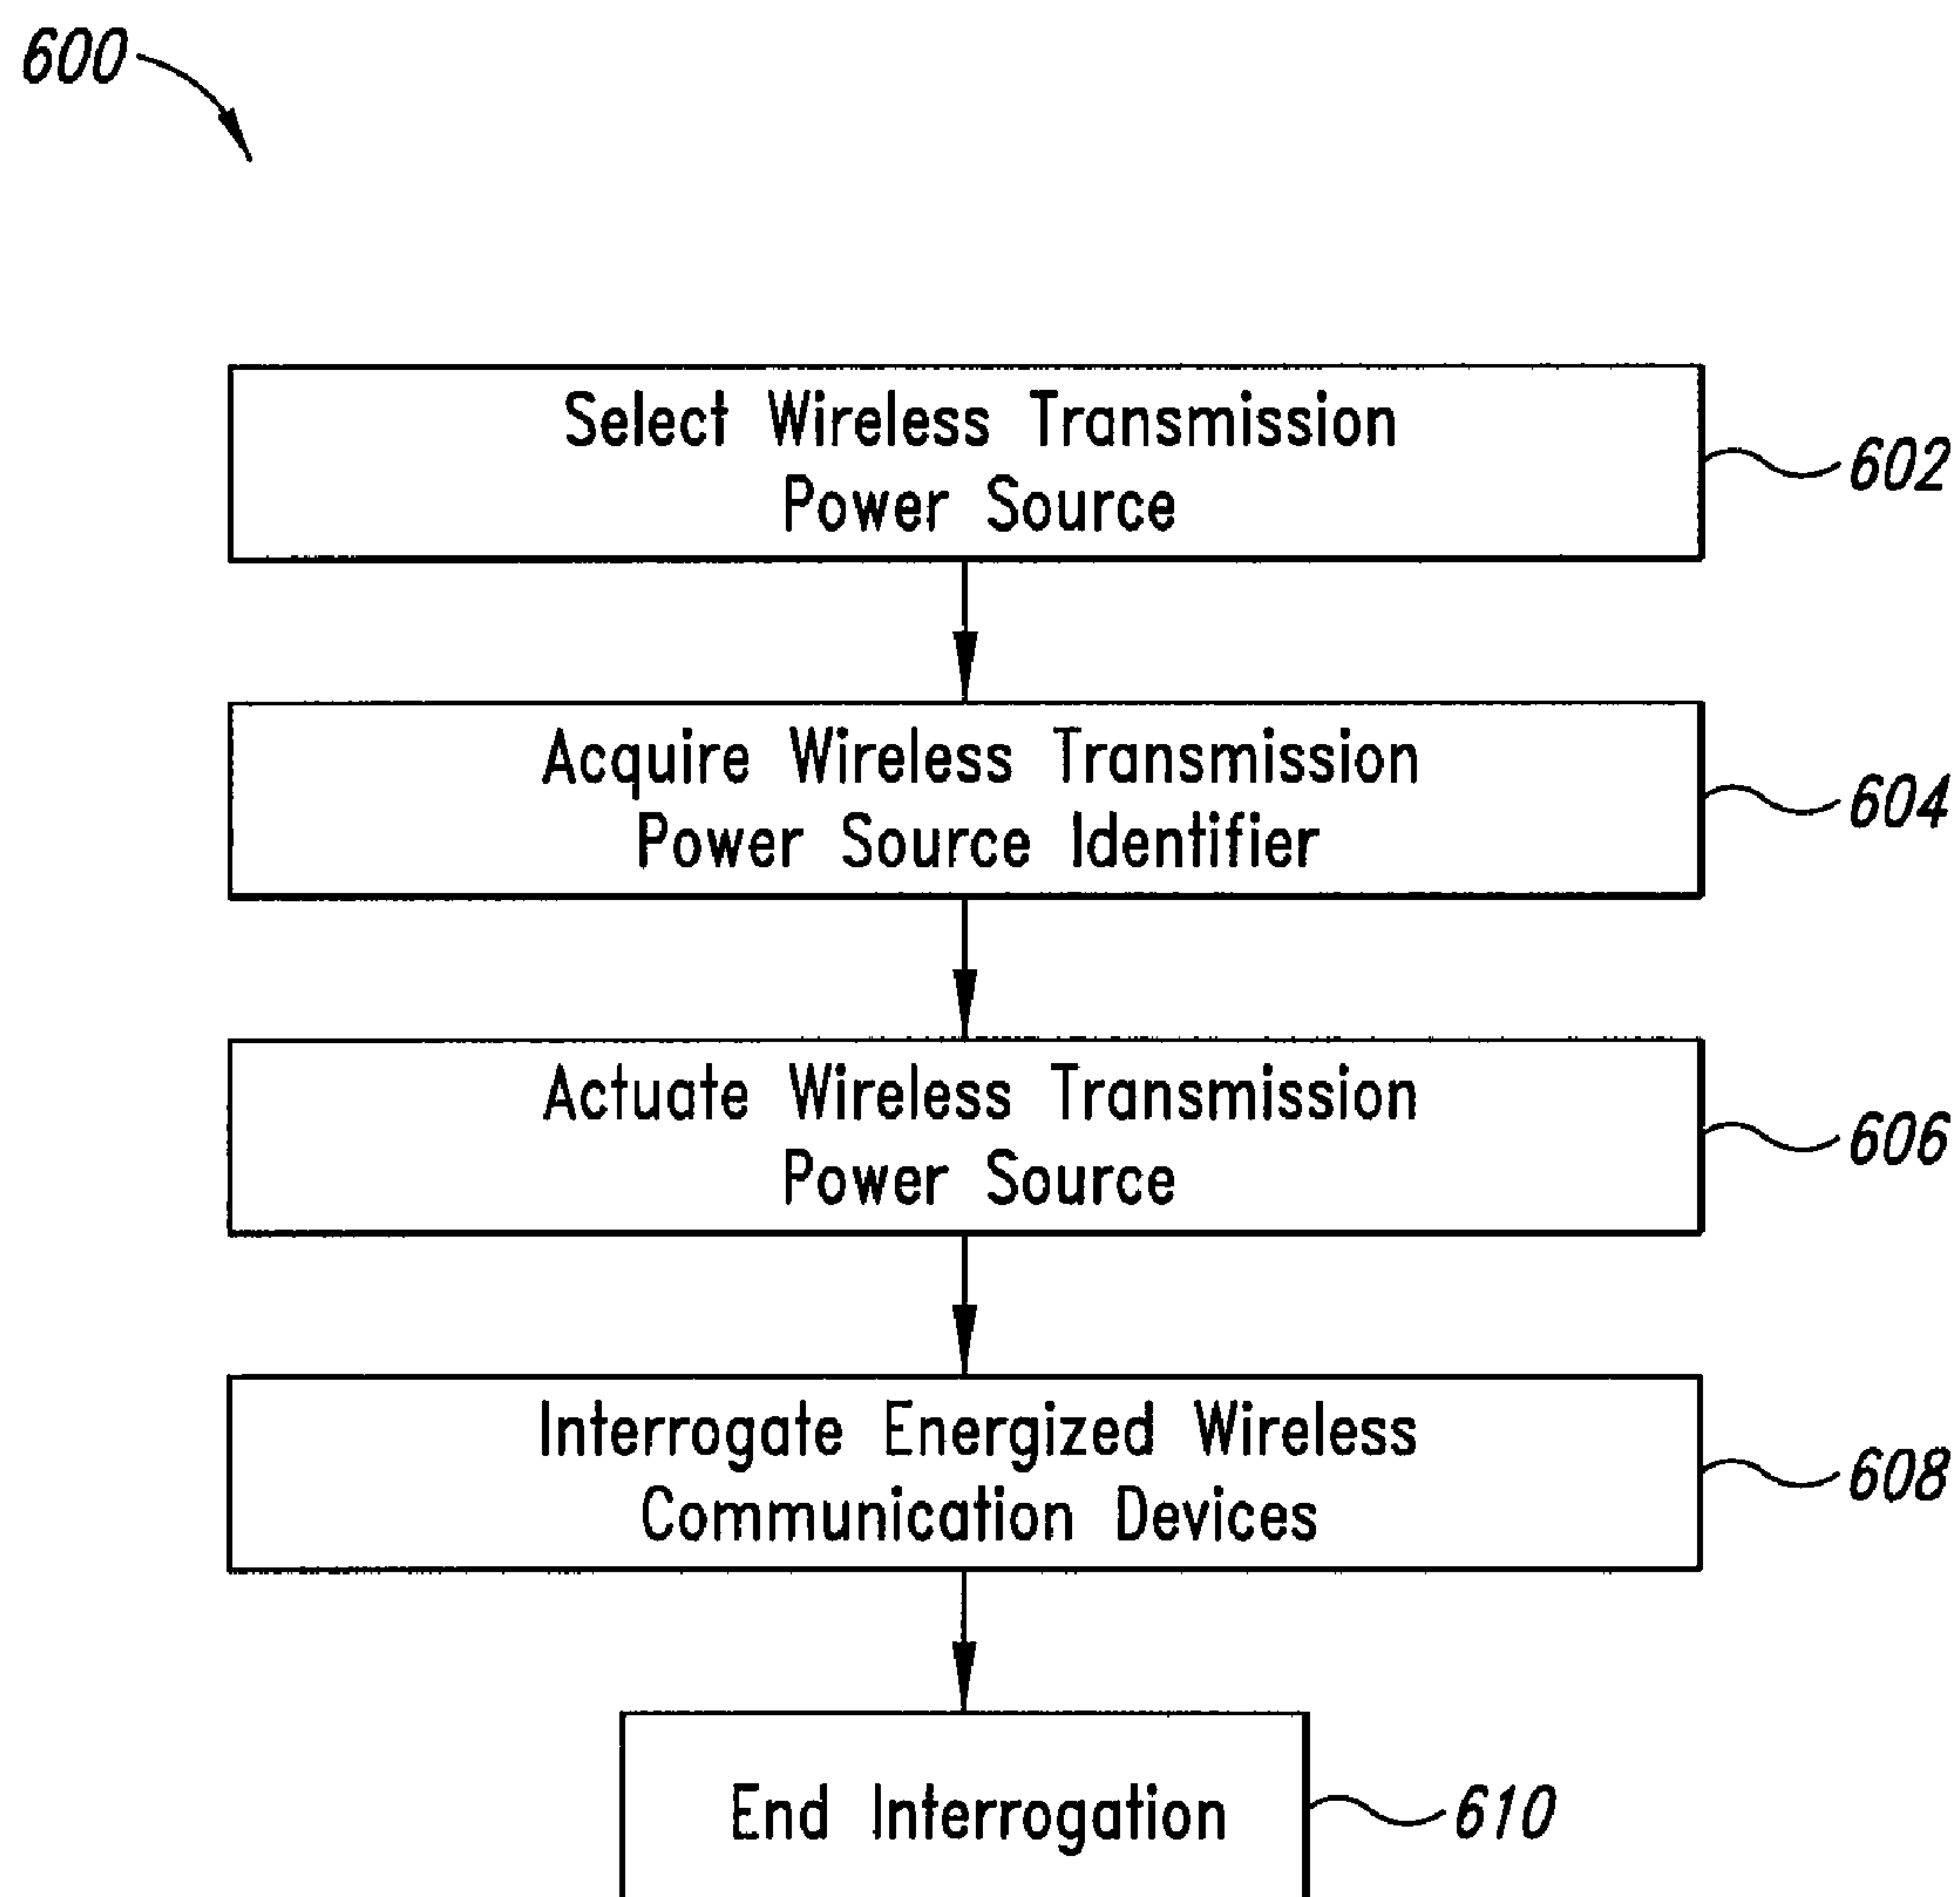 600
Select Wireless Transmission
Power Source
602
Acquire Wireless Transmission
Power Source Identifier
604
Actuate Wireless Transmission
Power Source
606
Interrogate Energized Wireless
Communication Devices
608
End Interrogation
610